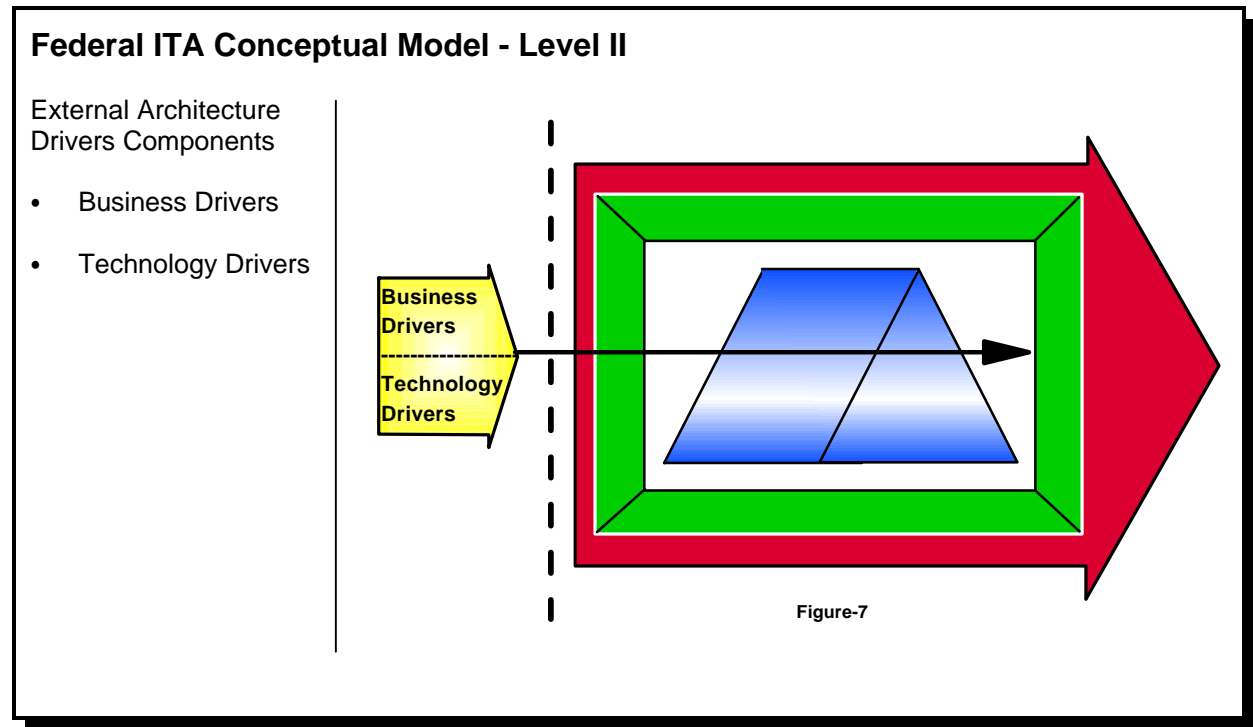 Federal ITA Conceptual Model - Level II
External Architecture
Drivers Components
• Business Drivers
• Technology Drivers
Business
Drivers
Technology
Drivers
Figure-7